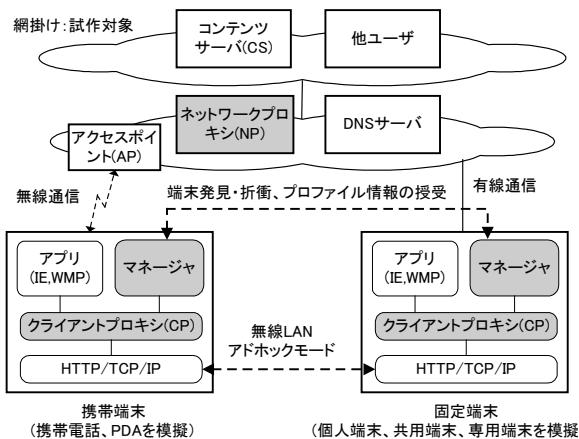 網掛け:試作対象
コンテンツ
サーバ(CS)
他ユーザ
ネットワークプロ
キシ(NP)
DNSサーバ
アクセスポイ
ント(AP)
無線通信
端末発見・折衝、プロファイル情報の授受
有線通信
アプリ
(IE,WMP)
マネージャ
クライアントプロキシ(CP)
HTTP/TCP/IP
無線LAN
アドホックモード
アプリ
(IE,WMP)
マネージャ
クライアントプロキシ(CP)
HTTP/TCP/IP
携帯端末
(携帯電話、PDAを模擬)
固定端末
(個人端末、共用端末、専用端末を模擬